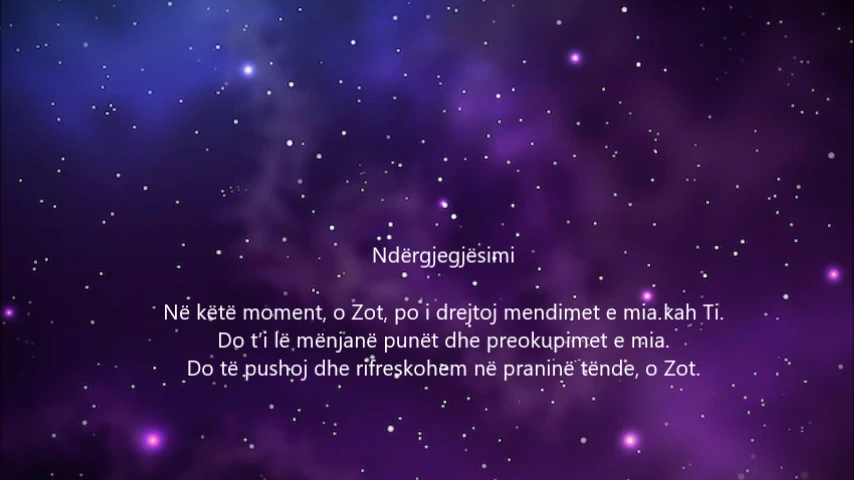 Ndërgjegjësimi
Në këtë moment, o Zot, po i drejtoj mendimet e mia kah Ti.
Do t'i lë mënjanë punët dhe preokupimet e mia.
Do të pushoj dhe rifreskohem në praninë tënde, o Zot.